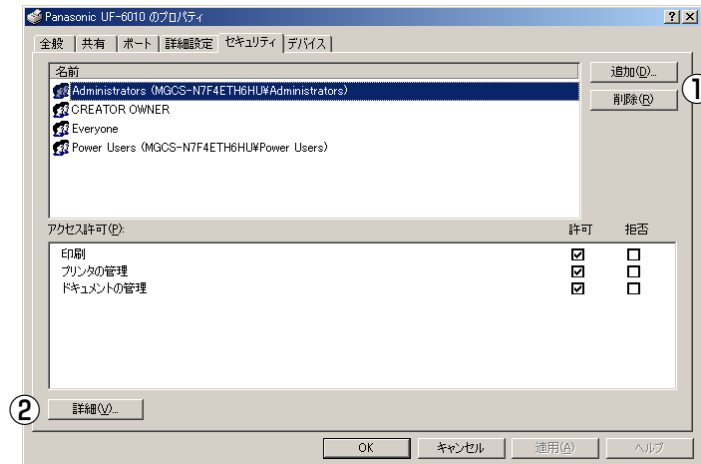 Panasonic UF-6010 のプロパティ
全般 共有 ポート 詳細設定 セキュリティ デバイス
名前
Administrators (MGCS-N7F4ETH6HU¥Administrators)
CREATOR OWNER
Everyone
Power Users (MGCS-N7F4ETH6HU¥Power Users)
追加(D)...
削除(R)
①
アクセス許可(P): 許可 拒否
印刷
プリンタの管理
ドキュメントの管理
② 詳細(V)...
OK キャンセル 適用(A) ヘルプ